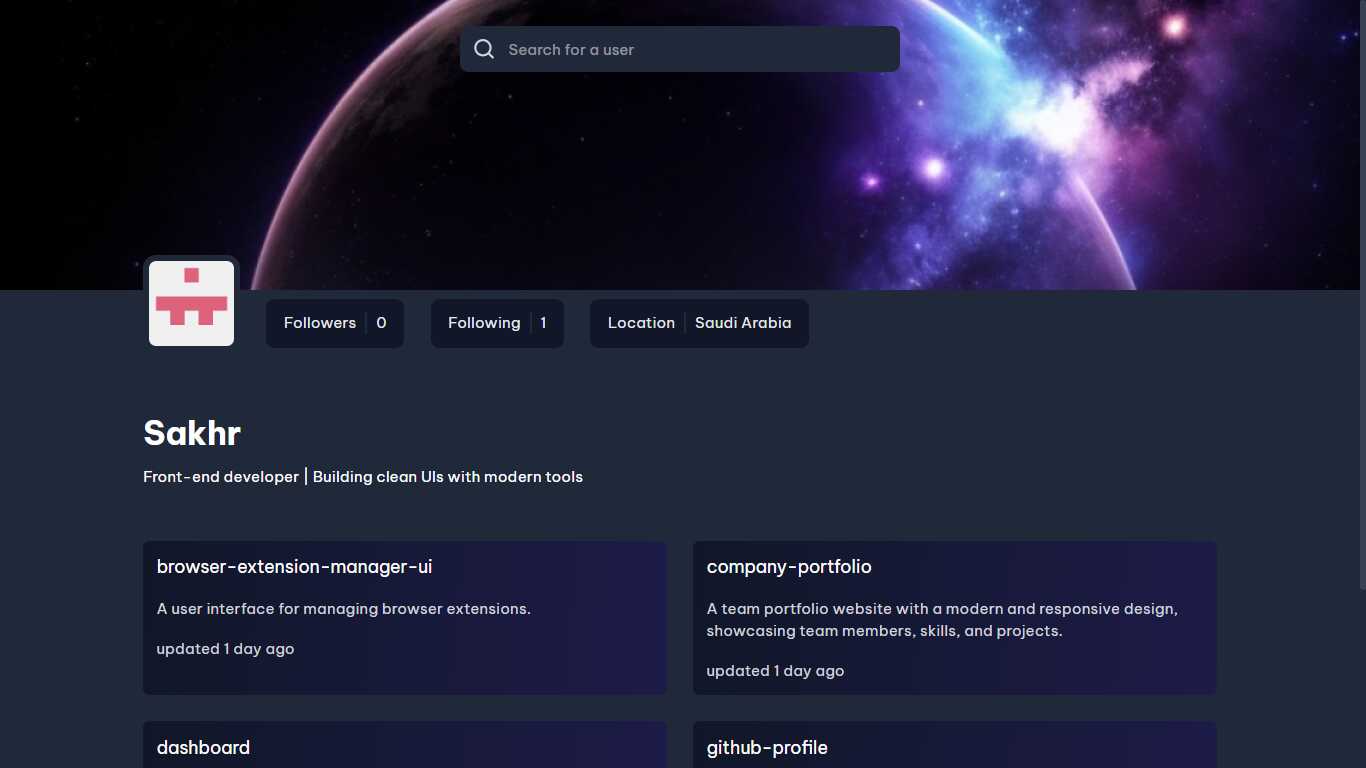 Search for a user
Followers 0
Following 1
Location Saudi Arabia
Sakhr
Front-end developer | Building clean UIs with modern tools
browser-extension-manager-ui
A user interface for managing browser extensions.
updated 1 day ago
company-portfolio
A team portfolio website with a modern and responsive design,
showcasing team members, skills, and projects.
updated 1 day ago
dashboard
github-profile